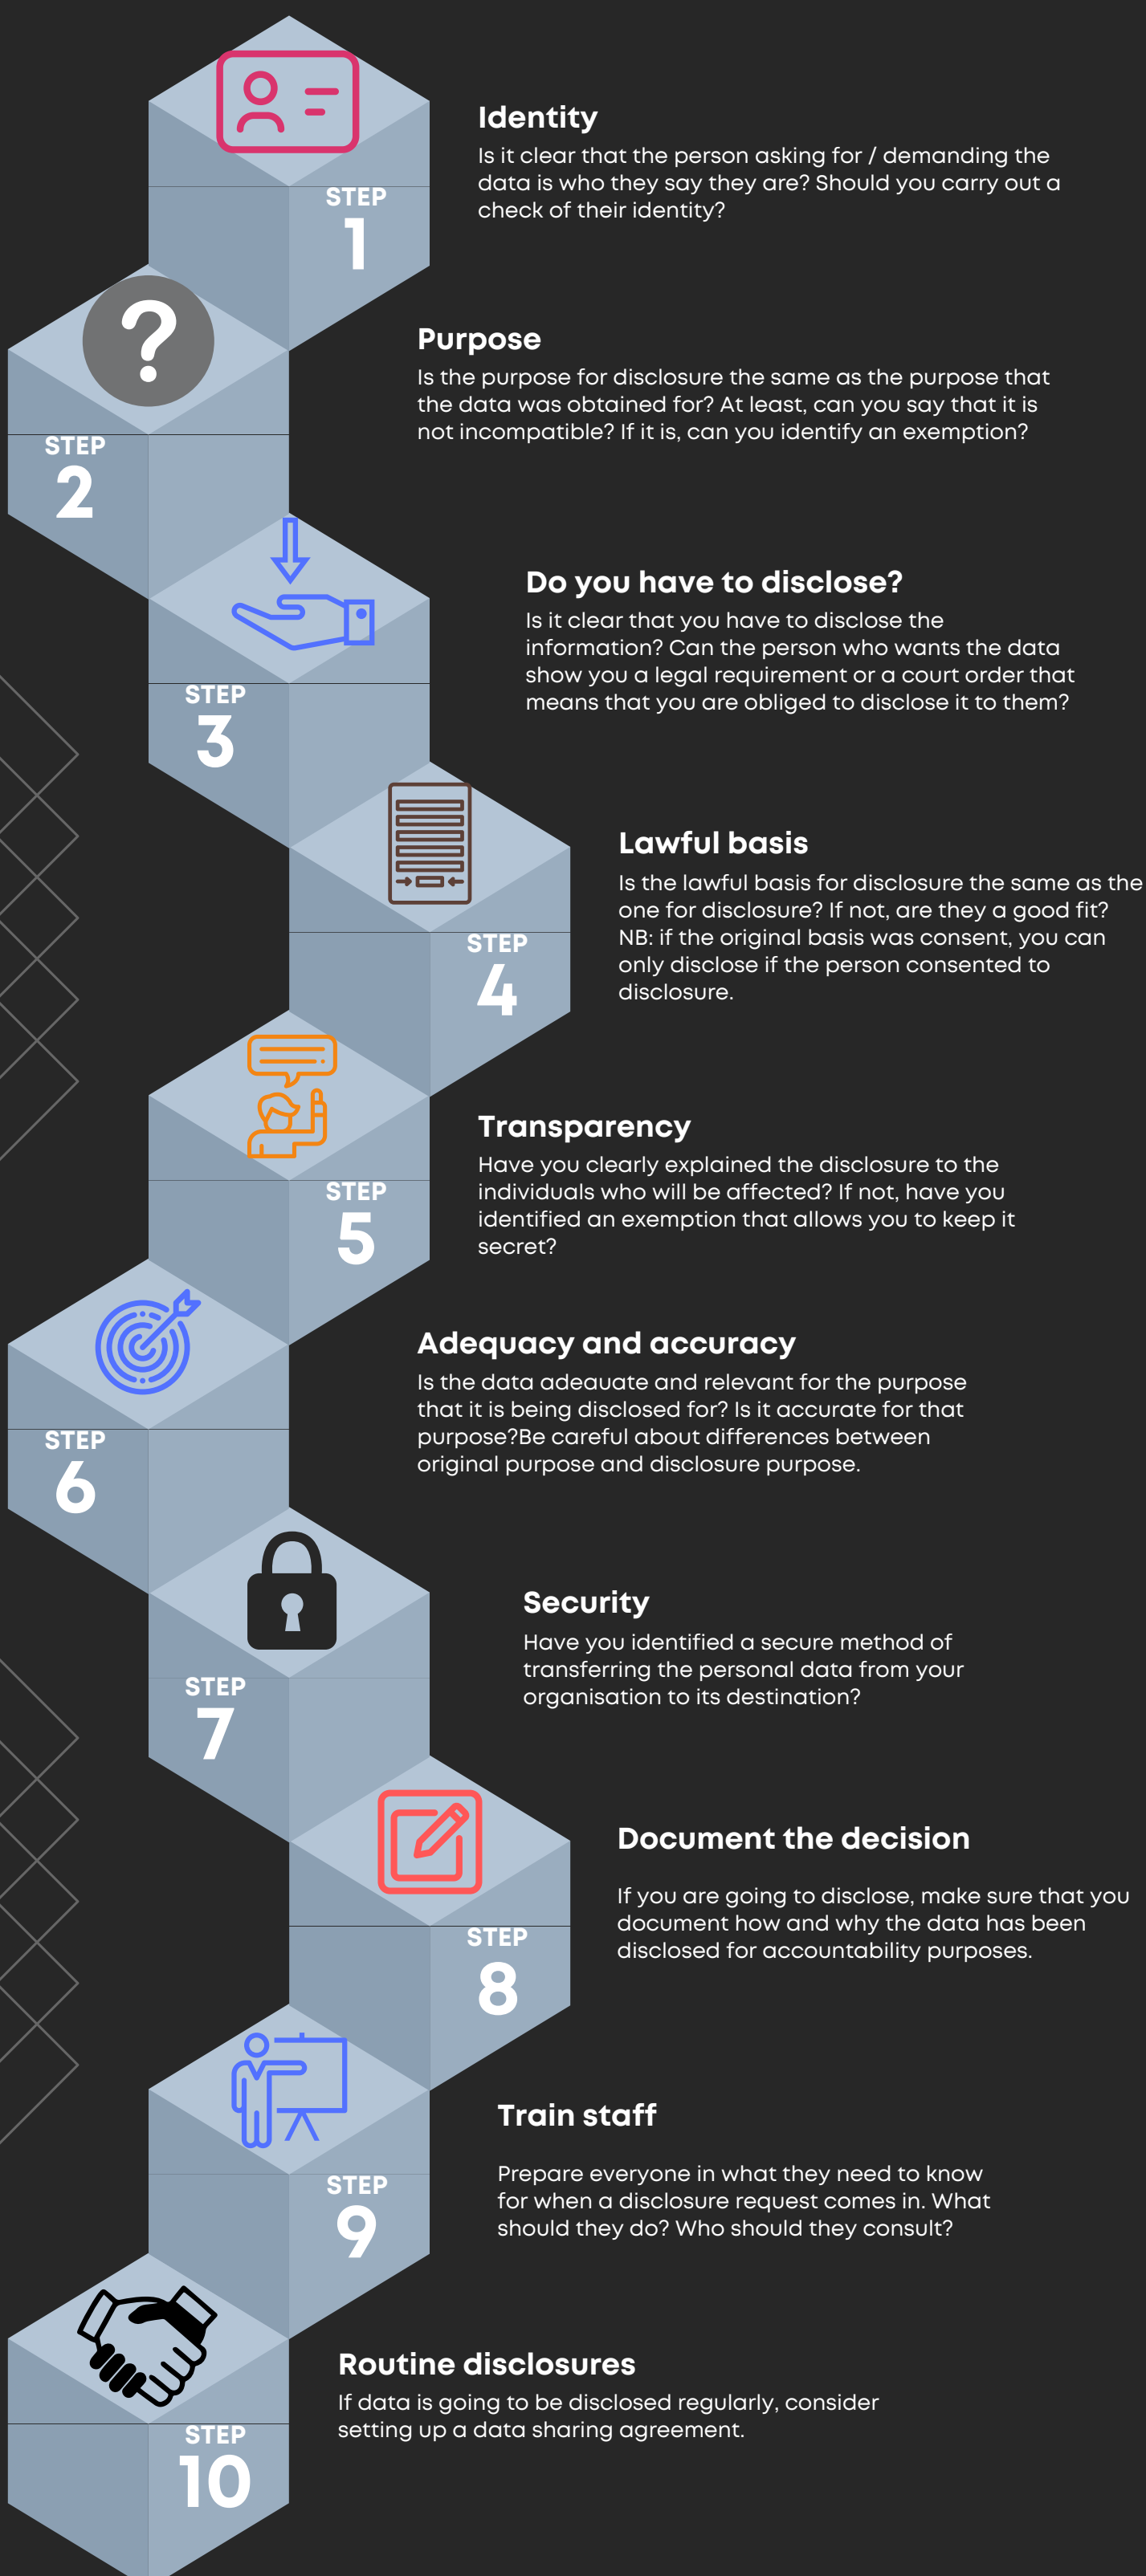 Identity
Is it clear that the person asking for / demanding the
data is who they say they are? Should you carry out a
check of their identity?
STEP
1
Purpose
Is the purpose for disclosure the same as the purpose that
the data was obtained for? At least, can you say that it is
not incompatible? If it is, can you identify an exemption?
STEP
2
Do you have to disclose?
Is it clear that you have to disclose the
information? Can the person who wants the data
show you a legal requirement or a court order that
means that you are obliged to disclose it to them?
STEP
3
Lawful basis
Is the lawful basis for disclosure the same as the
one for disclosure? If not, are they a good fit?
NB: if the original basis was consent, you can
only disclose if the person consented to
disclosure.
STEP
4
Transparency
Have you clearly explained the disclosure to the
individuals who will be affected? If not, have you
identified an exemption that allows you to keep it
secret?
STEP
5
Adequacy and accuracy
Is the data adeuate and relevant for the purpose
that it is being disclosed for? Is it accurate for that
purpose?Be careful about differences between
original purpose and disclosure purpose.
STEP
6
Security
Have you identified a secure method of
transferring the personal data from your
organisation to its destination?
STEP
7
Document the decision
If you are going to disclose, make sure that you
document how and why the data has been
disclosed for accountability purposes.
STEP
8
Train staff
Prepare everyone in what they need to know
for when a disclosure request comes in. What
should they do? Who should they consult?
STEP
9
Routine disclosures
If data is going to be disclosed regularly, consider
setting up a data sharing agreement.
STEP
10